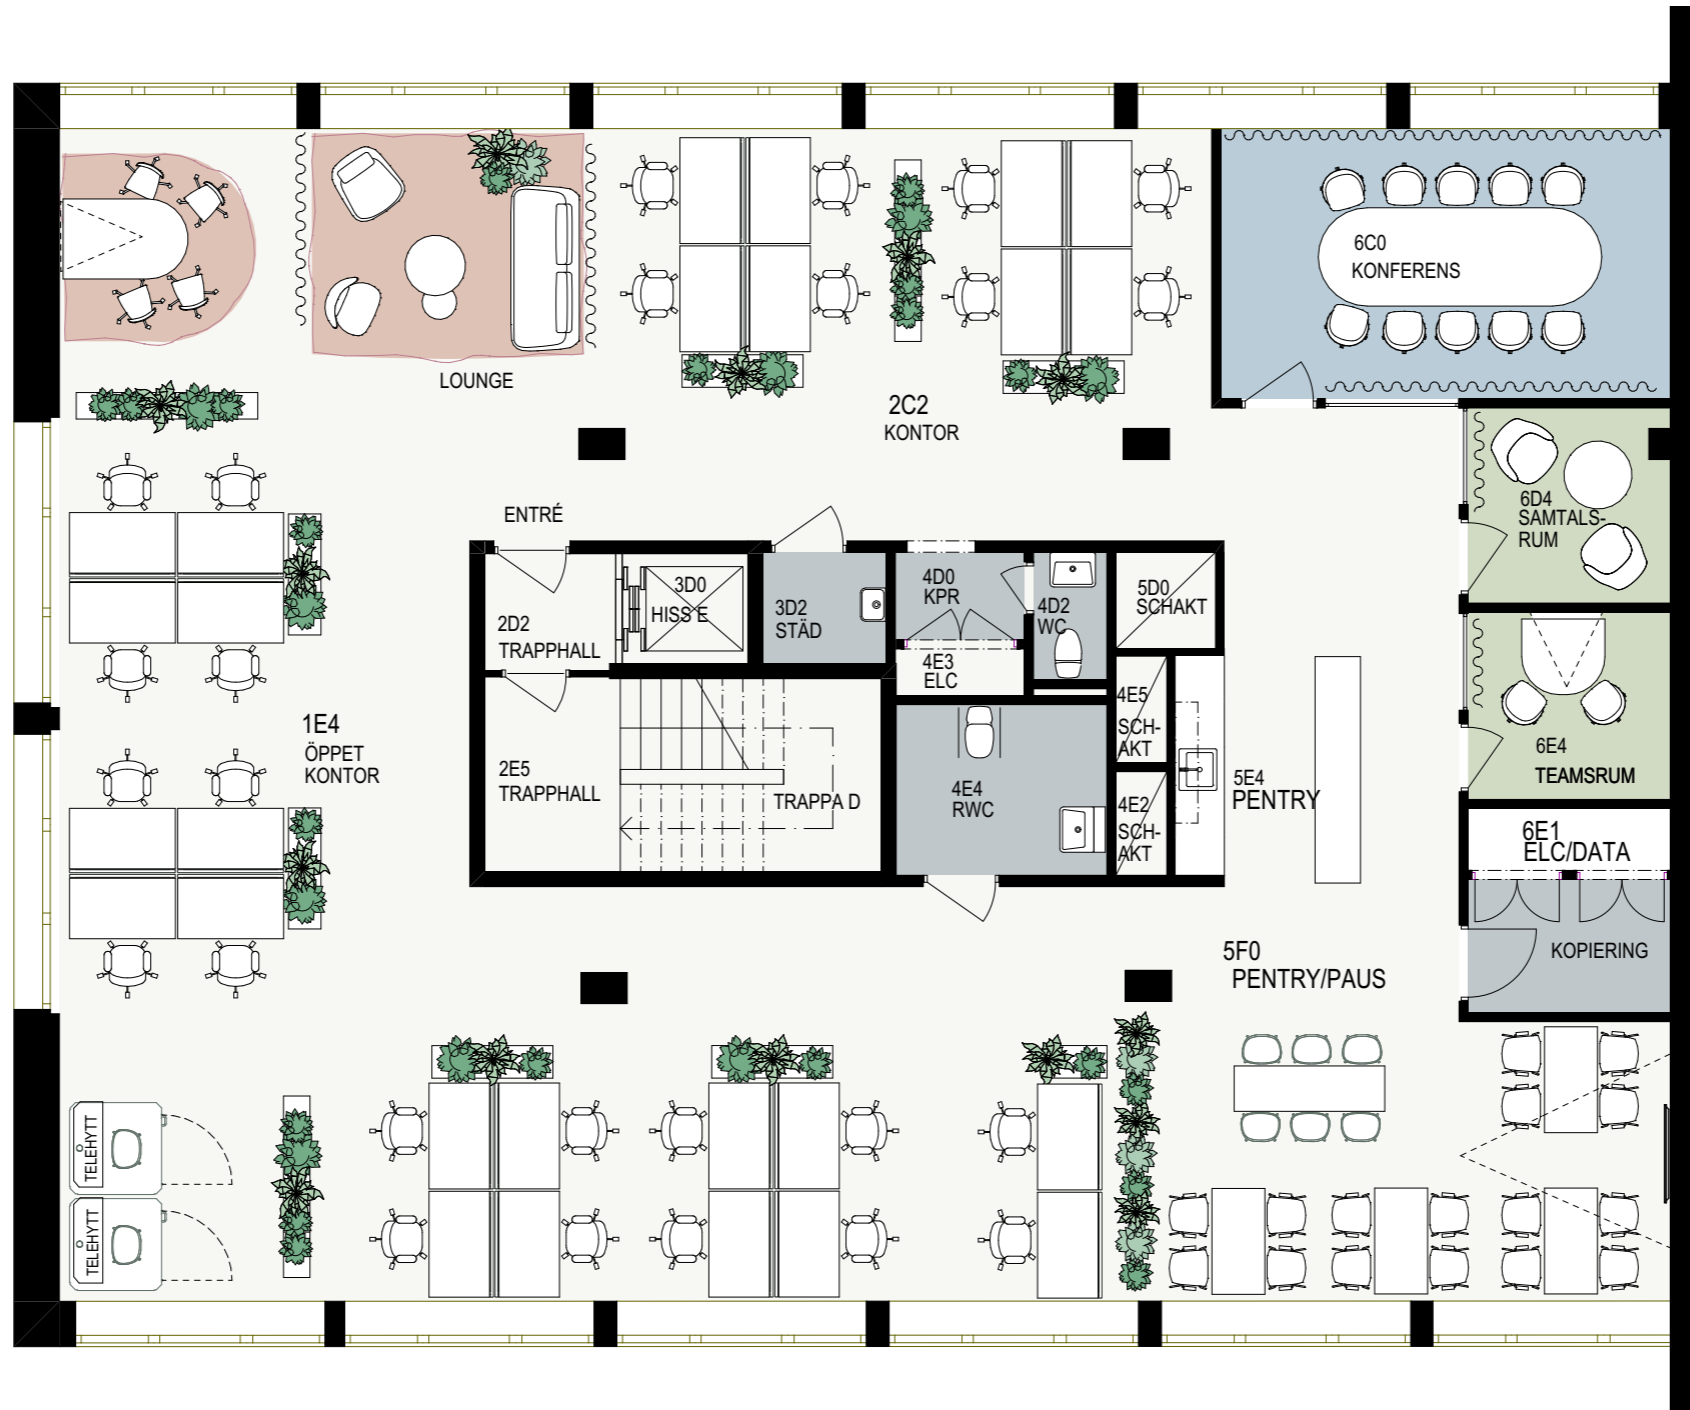 6C0
KONFERENS
LOUNGE
2C2
KONTOR
ENTRÉ
6D4
SAMTALS-
RUM
3D0
HISS E
4D0
KPR
5D0
SCHAKT
3D2
STÄD
4D2
WC
2D2
TRAPPHALL
4E3
ELC
4E5
SCH-
AKT
1E4
ÖPPET
KONTOR
6E4
TEAMSRUM
2E5
TRAPPHALL
TRAPPA D
4E4
RWC
4E2
SCH-
AKT
5E4
PENTRY
6E1
ELC/DATA
5F0
PENTRY/PAUS
KOPIERING
TELEHYTT
TELEHYTT